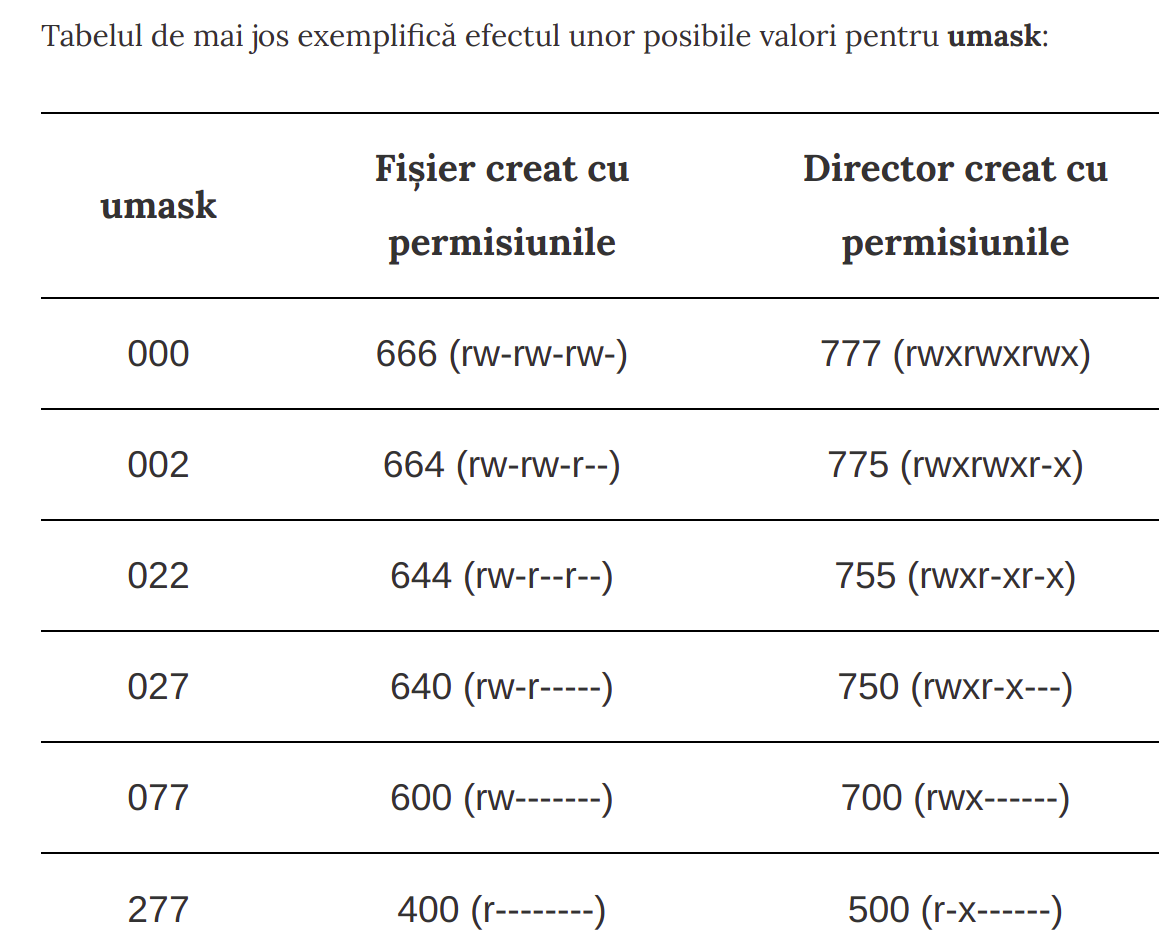 Tabelul de mai jos exemplifică efectul unor posibile valori pentru umask:
umask Fișier creat cu permisiunile Director creat cu permisiunile
000 666 (rw-rw-rw-) 777 (rwxrwxrwx)
002 664 (rw-rw-r--) 775 (rwxrwxr-x)
022 644 (rw-r--r--) 755 (rwxr-xr-x)
027 640 (rw-r-----) 750 (rwxr-x---)
077 600 (rw-------) 700 (rwx------)
277 400 (r--------) 500 (r-x------)